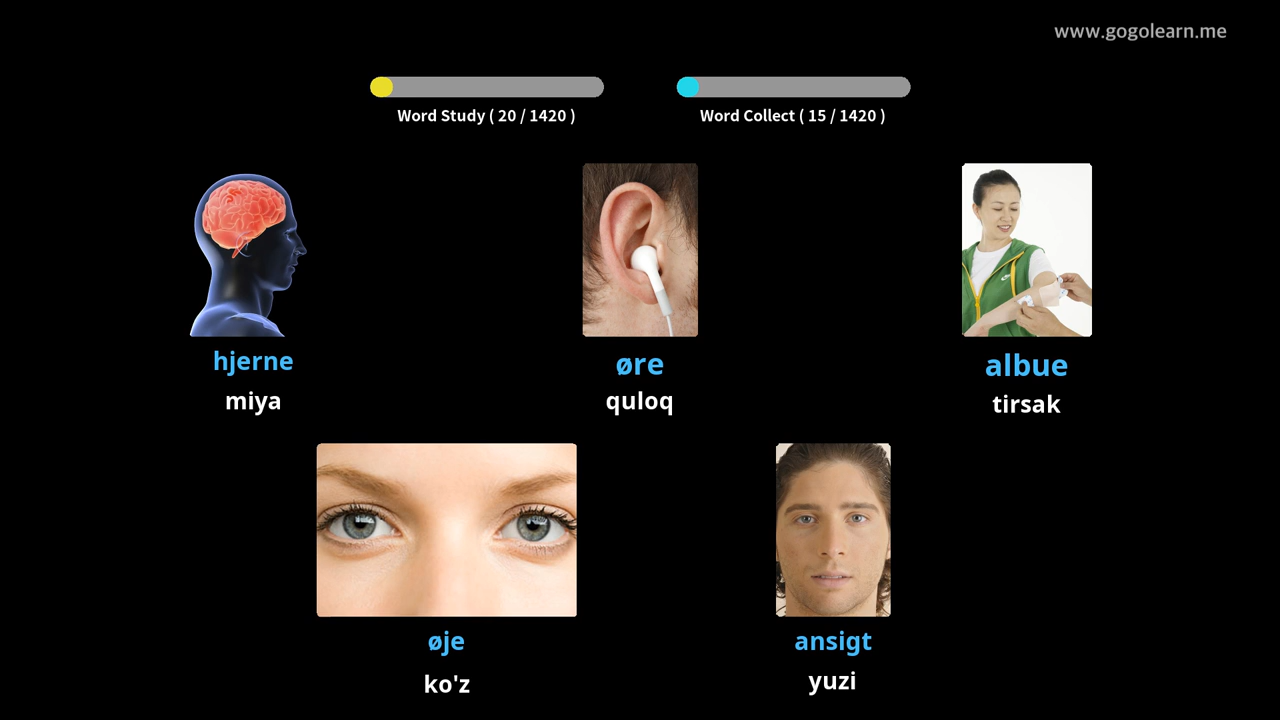 www.gogolearn.me
Word Study ( 20 / 1420 )
Word Collect ( 15 / 1420 )
hjerne
miya
øre
quloq
albue
tirsak
øje
ko'z
ansigt
yuzi